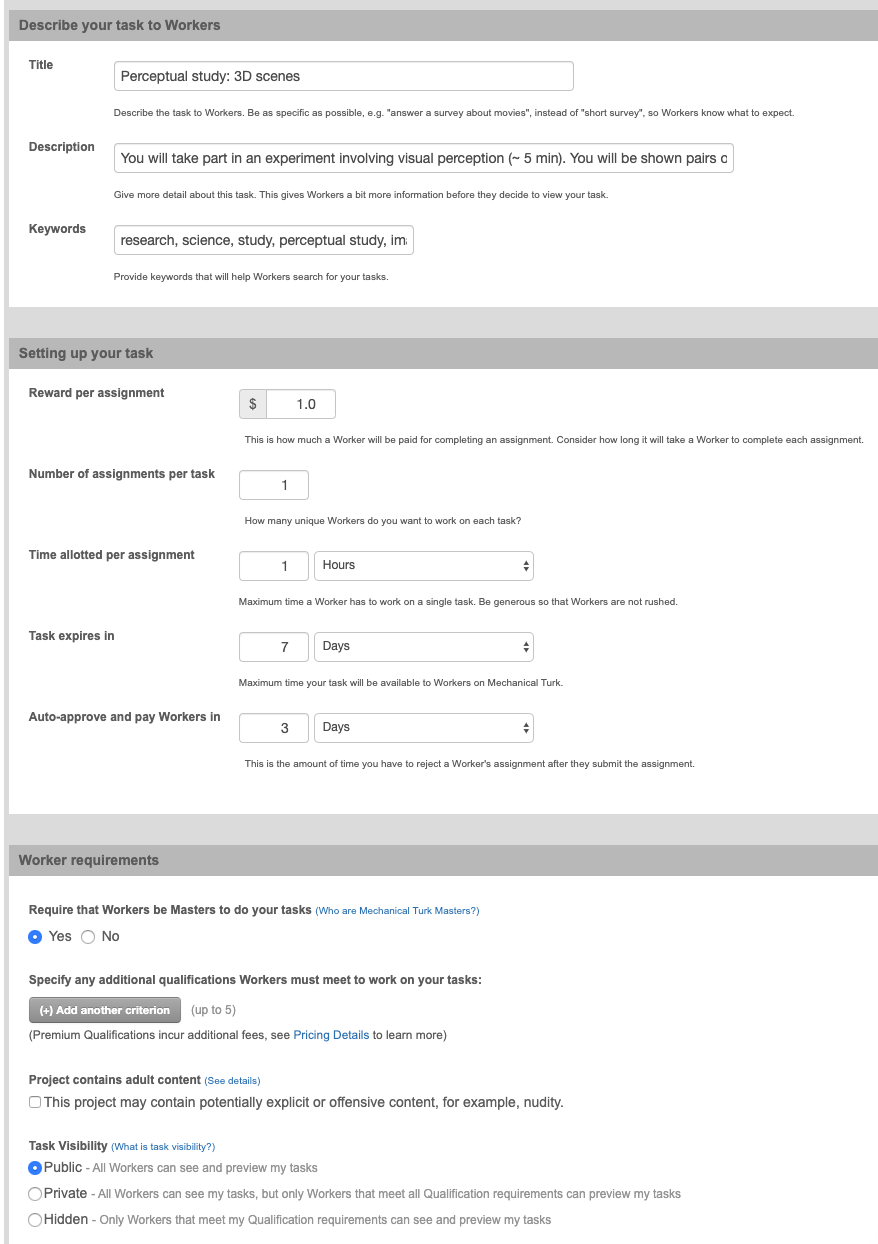 Describe your task to Workers
Title
Perceptual study: 3D scenes
Describe the task to Workers. Be as specific as possible, e.g. "answer a survey about movies", instead of "short survey", so Workers know what to expect.
Description
You will take part in an experiment involving visual perception (~ 5 min). You will be shown pairs o
Give more detail about this task. This gives Workers a bit more information before they decide to view your task.
Keywords
research, science, study, perceptual study, im
Provide keywords that will help Workers search for your tasks.
Setting up your task
Reward per assignment
$ 1.0
This is how much a Worker will be paid for completing an assignment. Consider how long it will take a Worker to complete each assignment.
Number of assignments per task
1
How many unique Workers do you want to work on each task?
Time allotted per assignment
1 Hours
Maximum time a Worker has to work on a single task. Be generous so that Workers are not rushed.
Task expires in
7 Days
Maximum time your task will be available to Workers on Mechanical Turk.
Auto-approve and pay Workers in
3 Days
This is the amount of time you have to reject a Worker's assignment after they submit the assignment.
Worker requirements
Require that Workers be Masters to do your tasks (Who are Mechanical Turk Masters?)
Yes No
Specify any additional qualifications Workers must meet to work on your tasks:
(+) Add another criterion (up to 5)
(Premium Qualifications incur additional fees, see Pricing Details to learn more)
Project contains adult content (See details)
This project may contain potentially explicit or offensive content, for example, nudity.
Task Visibility (What is task visibility?)
Public - All Workers can see and preview my tasks
Private - All Workers can see my tasks, but only Workers that meet all Qualification requirements can preview my tasks
Hidden - Only Workers that meet my Qualification requirements can see and preview my tasks